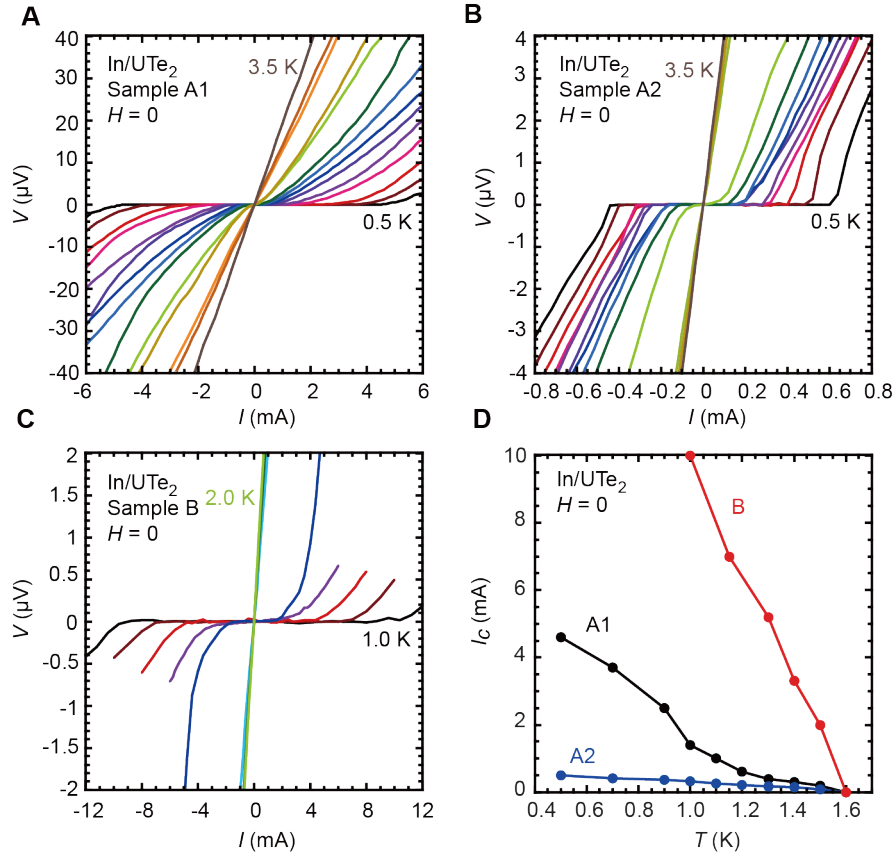 A
In/UTe2
Sample A1
H = 0
3.5 K
0.5 K
40
30
20
10
0
-10
-20
-30
-40
V (μV)
-6
-4
-2
0
2
4
6
I (mA)
B
In/UTe2
Sample A2
H = 0
3.5 K
0.5 K
4
3
2
1
0
-1
-2
-3
-4
V (μV)
-0.8
-0.6
-0.4
-0.2
0
0.2
0.4
0.6
0.8
I (mA)
C
In/UTe2
Sample B
H = 0
2.0 K
1.0 K
2
1.5
1
0.5
0
-0.5
-1
-1.5
-2
V (μV)
-12
-8
-4
0
4
8
12
I (mA)
D
In/UTe2
H = 0
B
A1
A2
10
8
6
4
2
0
Ic (mA)
0.4
0.6
0.8
1.0
1.2
1.4
1.6
T (K)